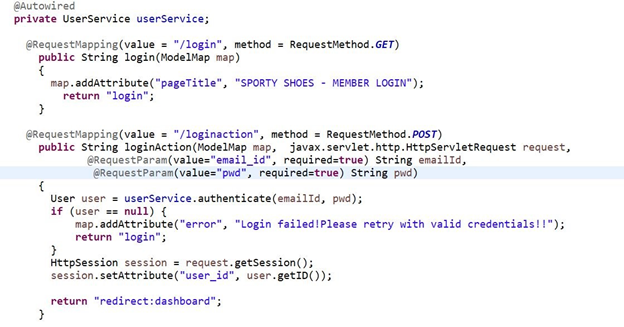 @Autowired
private UserService userService;
@RequestMapping(value = "/login", method = RequestMethod.GET)
public String login(ModelMap map)
{
map.addAttribute("pageTitle", "SPORTY SHOES - MEMBER LOGIN");
return "login";
}
@RequestMapping(value = "/loginaction", method = RequestMethod.POST)
public String loginAction(ModelMap map, javax.servlet.http.HttpServletRequest request,
@RequestParam(value="email_id", required=true) String emailId,
@RequestParam(value="pwd", required=true) String pwd)
{
User user = userService.authenticate(emailId, pwd);
if (user == null) {
map.addAttribute("error", "Login failed!Please retry with valid credentials!!");
return "login";
}
HttpSession session = request.getSession();
session.setAttribute("user_id", user.getID());
return "redirect:dashboard";
}